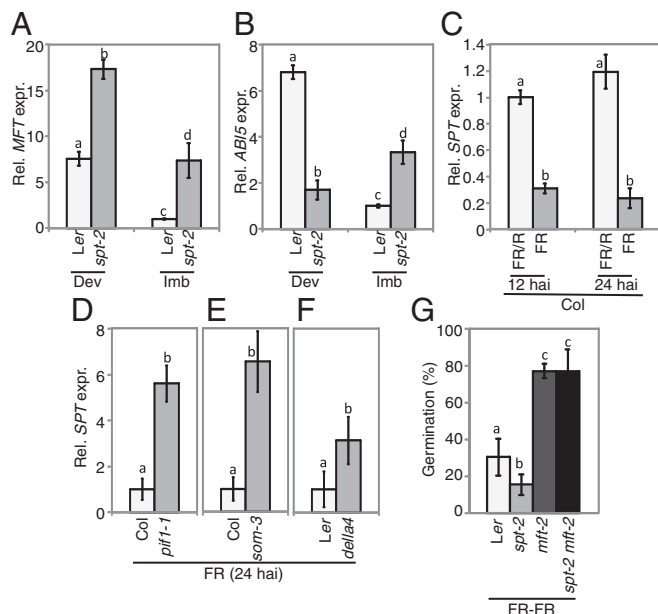 A
Rel. MFT expr.
20
15
10
5
0
a
b
c
d
Ler
spt-2
Ler
spt-2
Dev
Imb
B
Rel. ABI5 expr.
8
6
4
2
0
a
b
c
d
Ler
spt-2
Ler
spt-2
Dev
Imb
C
Rel. SPT expr.
1.4
1.2
1
0.8
0.6
0.4
0.2
0
a
b
a
b
FR/R
FR
FR/R
FR
12 hai
24 hai
Col
D
Rel. SPT expr.
8
6
4
2
0
a
b
Col
pif1-1
E
a
b
Col
som-3
F
a
b
Ler
della4
FR (24 hai)
G
Germination (%)
100
80
60
40
20
0
a
b
c
c
Ler
spt-2
mft-2
spt-2 mft-2
FR-FR